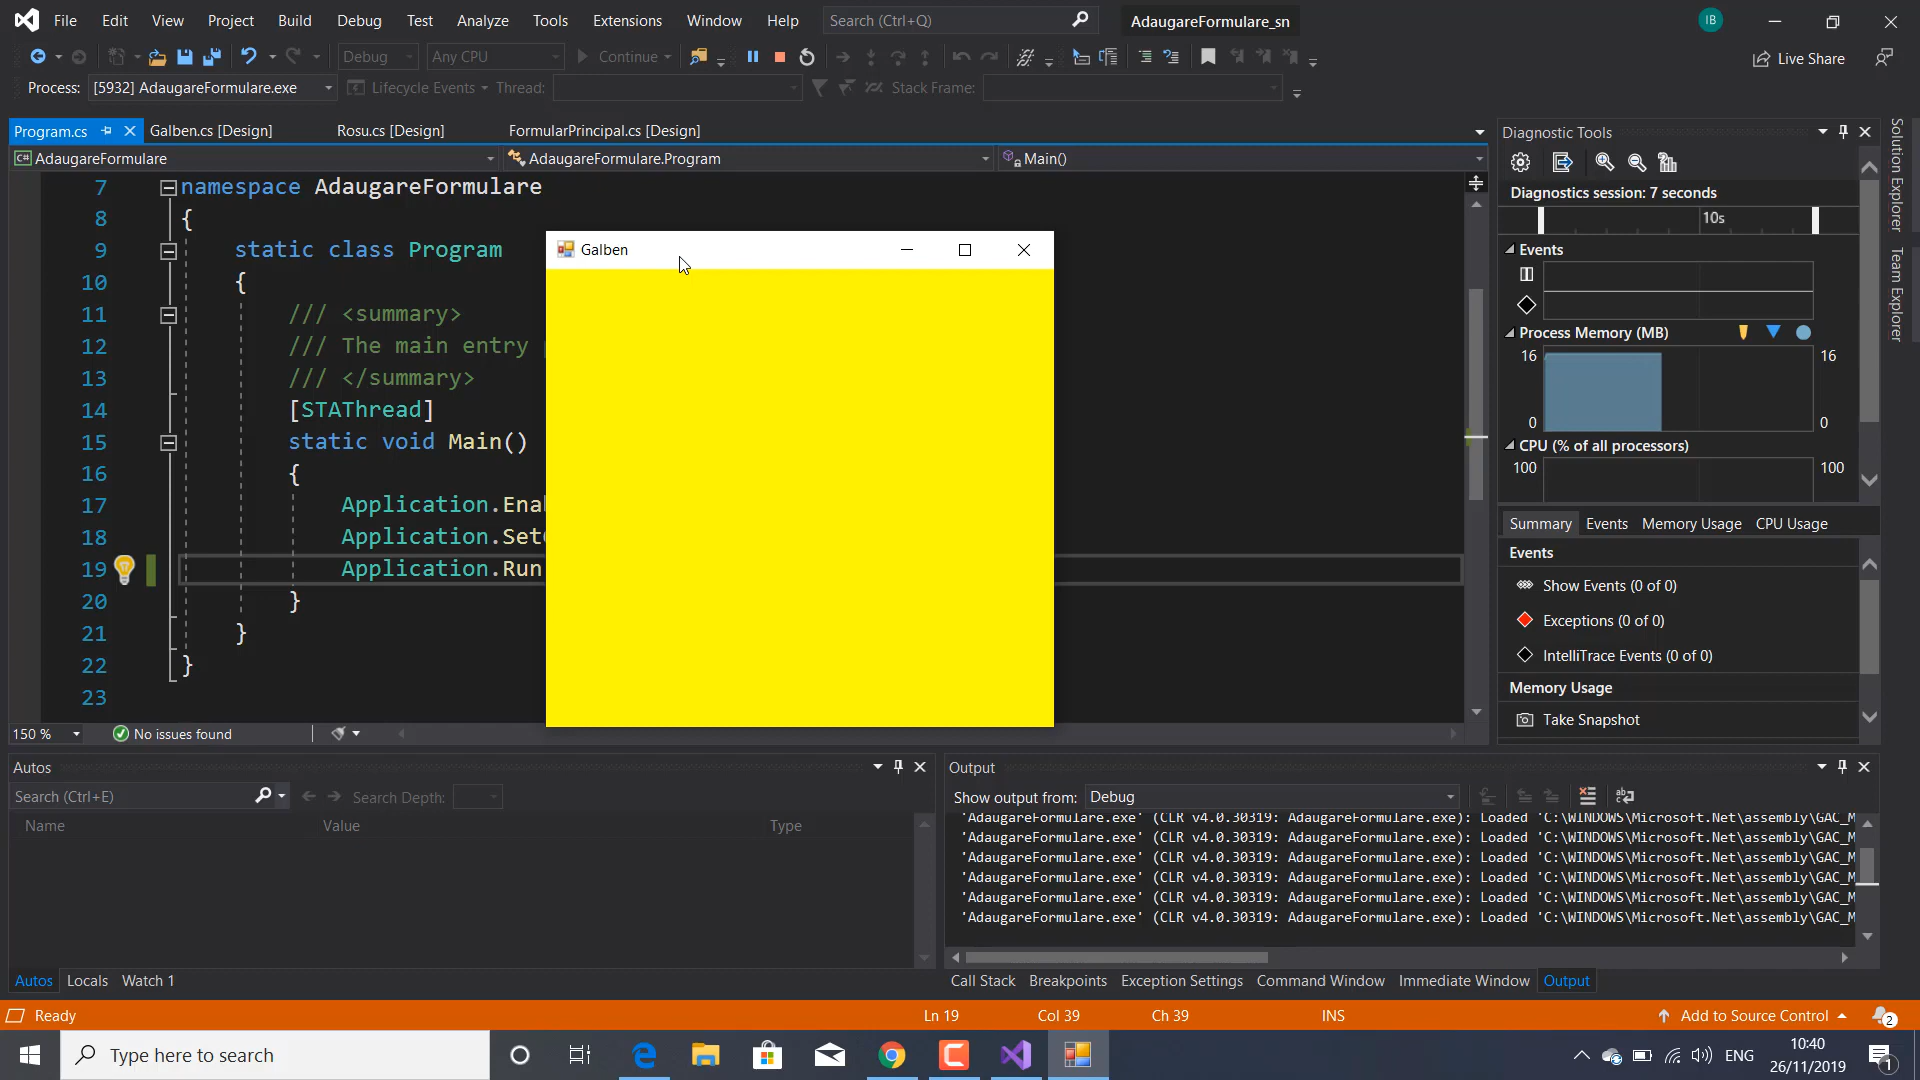 File Edit View Project Build Debug Test Analyze Tools Extensions Window Help Search (Ctrl+Q) AdaugareFormulare_sn IB
Debug Any CPU Continue Live Share
Process: [5932] AdaugareFormulare.exe Lifecycle Events Thread: Stack Frame:
Program.cs Galben.cs [Design] Rosu.cs [Design] FormularPrincipal.cs [Design]
C# AdaugareFormulare AdaugareFormulare.Program Main()
7 namespace AdaugareFormulare
8 {
9 static class Program
10 {
11 /// <summary>
12 /// The main entry
13 /// </summary>
14 [STAThread]
15 static void Main()
16 {
17 Application.Ena
18 Application.Set
19 Application.Run
20 }
21 }
22 }
23
Galben
150 % No issues found
Diagnostic Tools
Diagnostics session: 7 seconds
10s
Events
Process Memory (MB)
16 16
0 0
CPU (% of all processors)
100 100
Summary Events Memory Usage CPU Usage
Events
Show Events (0 of 0)
Exceptions (0 of 0)
IntelliTrace Events (0 of 0)
Memory Usage
Take Snapshot
Solution Explorer
Team Explorer
Autos
Search (Ctrl+E) Search Depth:
Name Value Type
Autos Locals Watch 1
Output
Show output from: Debug
'AdaugareFormulare.exe' (CLR v4.0.30319: AdaugareFormulare.exe): Loaded 'C:\WINDOWS\Microsoft.Net\assembly\GAC_M
'AdaugareFormulare.exe' (CLR v4.0.30319: AdaugareFormulare.exe): Loaded 'C:\WINDOWS\Microsoft.Net\assembly\GAC_M
'AdaugareFormulare.exe' (CLR v4.0.30319: AdaugareFormulare.exe): Loaded 'C:\WINDOWS\Microsoft.Net\assembly\GAC_M
'AdaugareFormulare.exe' (CLR v4.0.30319: AdaugareFormulare.exe): Loaded 'C:\WINDOWS\Microsoft.Net\assembly\GAC_M
'AdaugareFormulare.exe' (CLR v4.0.30319: AdaugareFormulare.exe): Loaded 'C:\WINDOWS\Microsoft.Net\assembly\GAC_M
'AdaugareFormulare.exe' (CLR v4.0.30319: AdaugareFormulare.exe): Loaded 'C:\WINDOWS\Microsoft.Net\assembly\GAC_M
Call Stack Breakpoints Exception Settings Command Window Immediate Window Output
Ready Ln 19 Col 39 Ch 39 INS Add to Source Control 2
Type here to search ENG 10:40
26/11/2019 1